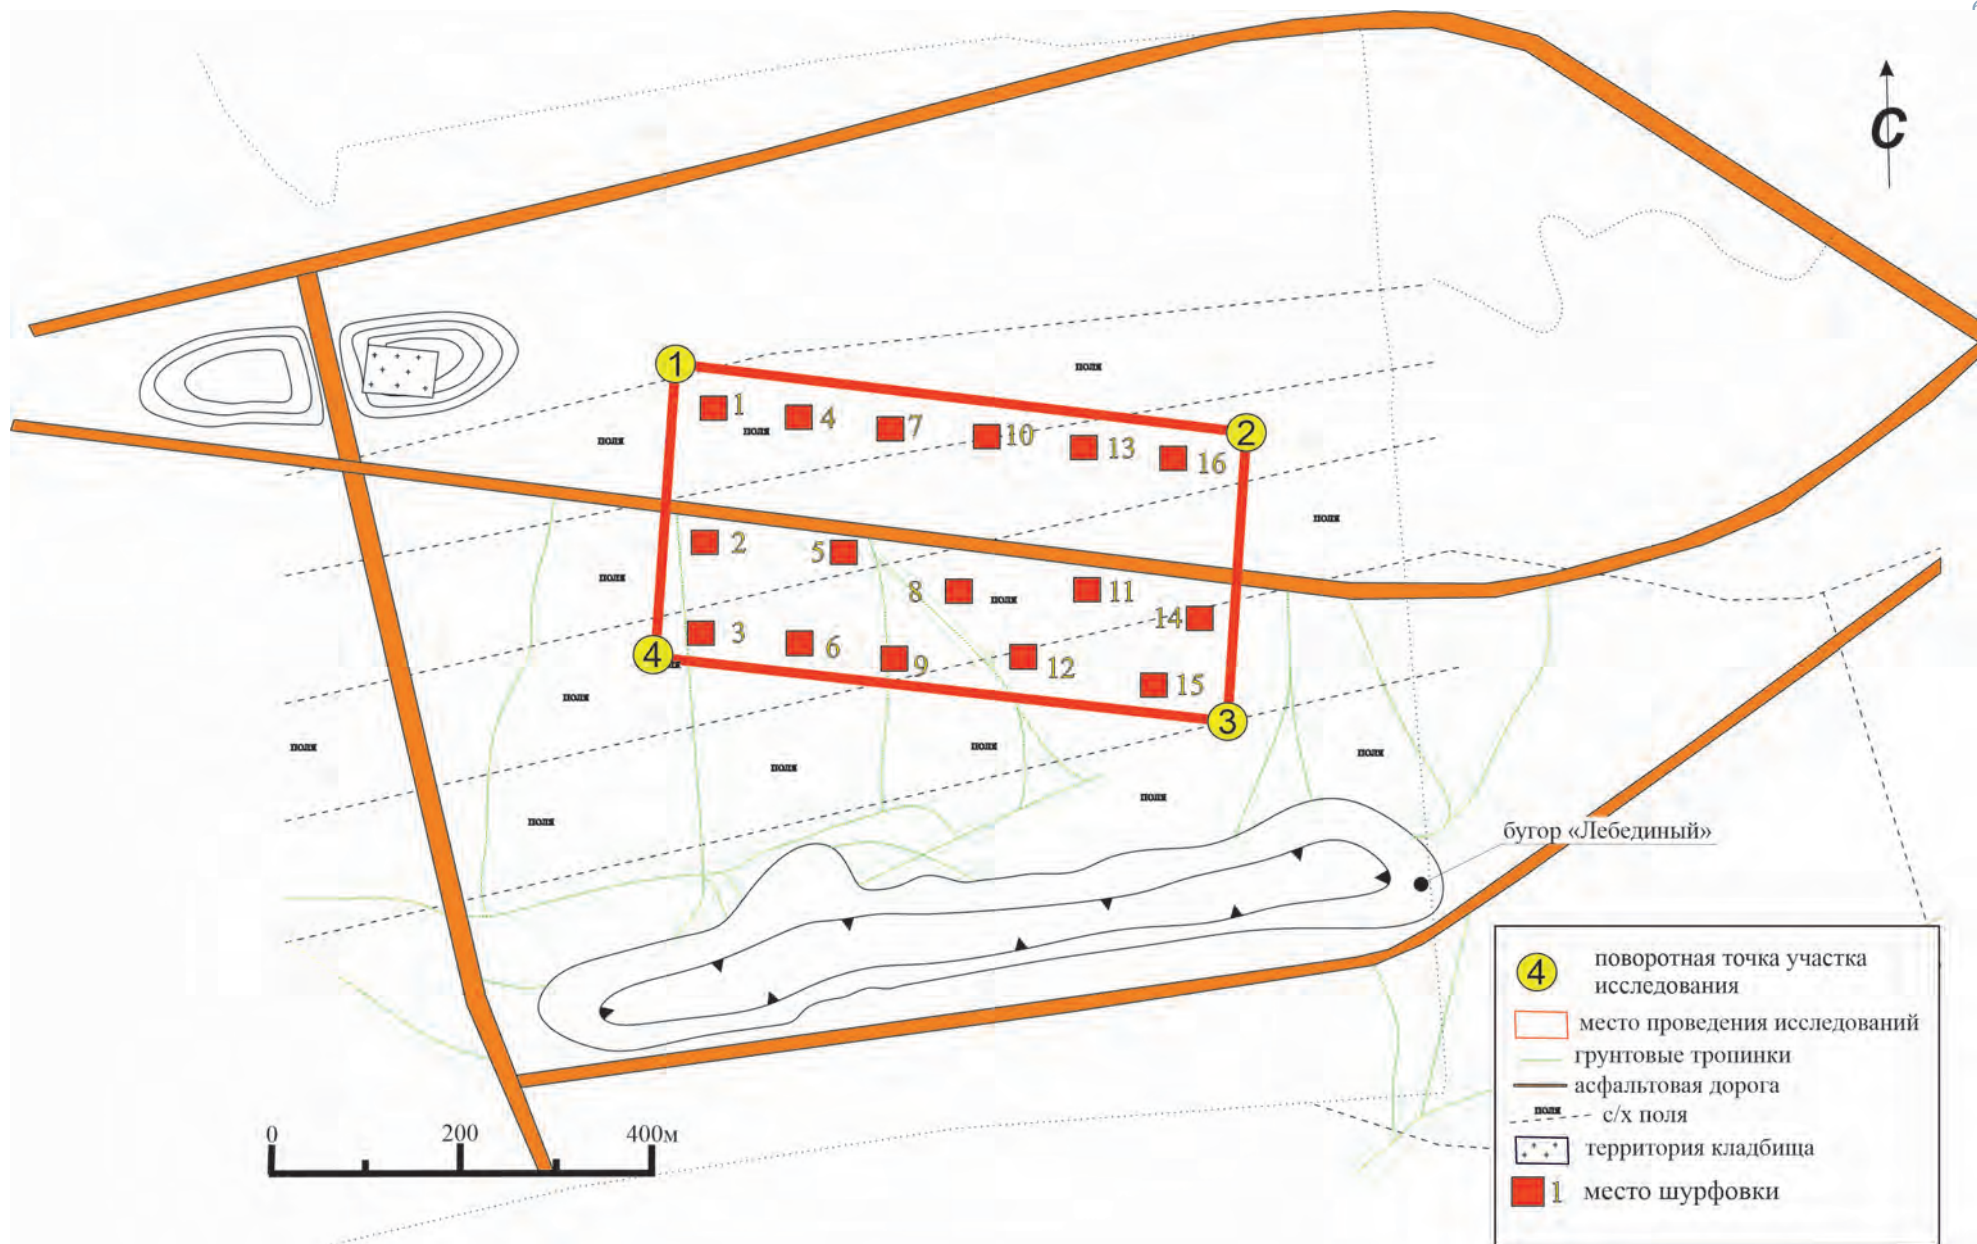 С
1
поля
2
1
поля
4
7
10
13
16
поля
поля
2
5
поля
8
поля
11
14
3
6
9
12
4
поля
15
поля
3
поля
поля
поля
поля
поля
поля
бугор «Лебединый»
0
200
400м
4
поворотная точка участка
исследования
место проведения исследований
грунтовые тропинки
асфальтовая дорога
поля
с/х поля
территория кладбища
1
место шурфовки